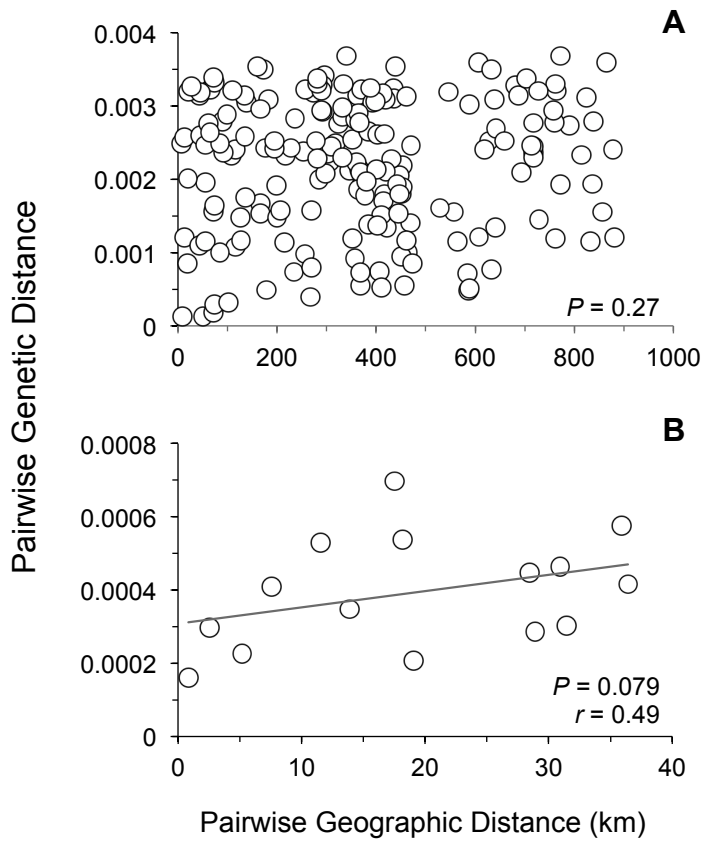 A
0.004
0.003
0.002
0.001
0
P = 0.27
0 200 400 600 800 1000
Pairwise Genetic Distance
B
0.0008
0.0006
0.0004
0.0002
0
P = 0.079
r = 0.49
0 10 20 30 40
Pairwise Geographic Distance (km)